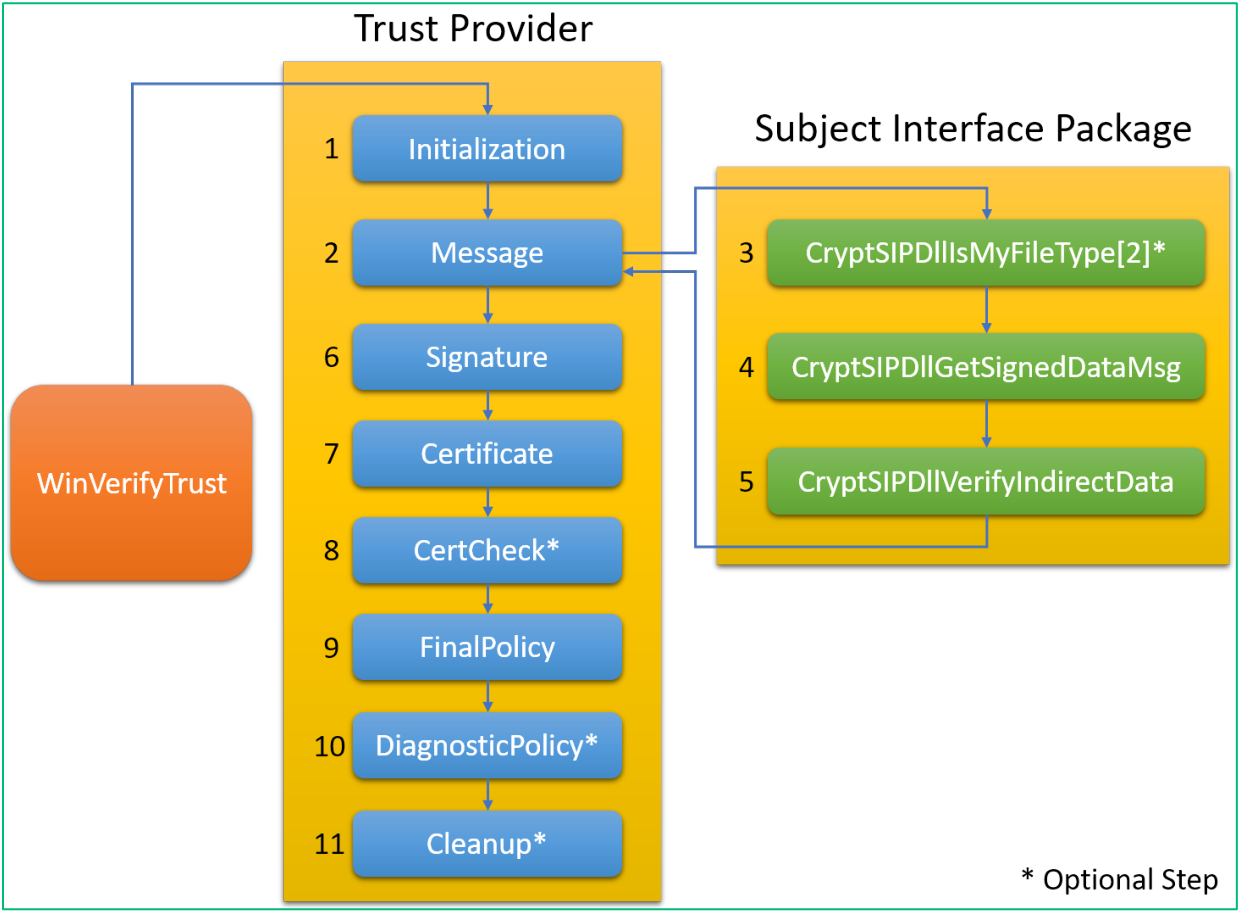 Trust Provider
Subject Interface Package
1 Initialization
2 Message
3 CryptSIPDllIsMyFileType[2]*
6 Signature
4 CryptSIPDllGetSignedDataMsg
7 Certificate
WinVerifyTrust
5 CryptSIPDllVerifyIndirectData
8 CertCheck*
9 FinalPolicy
10 DiagnosticPolicy*
11 Cleanup*
* Optional Step